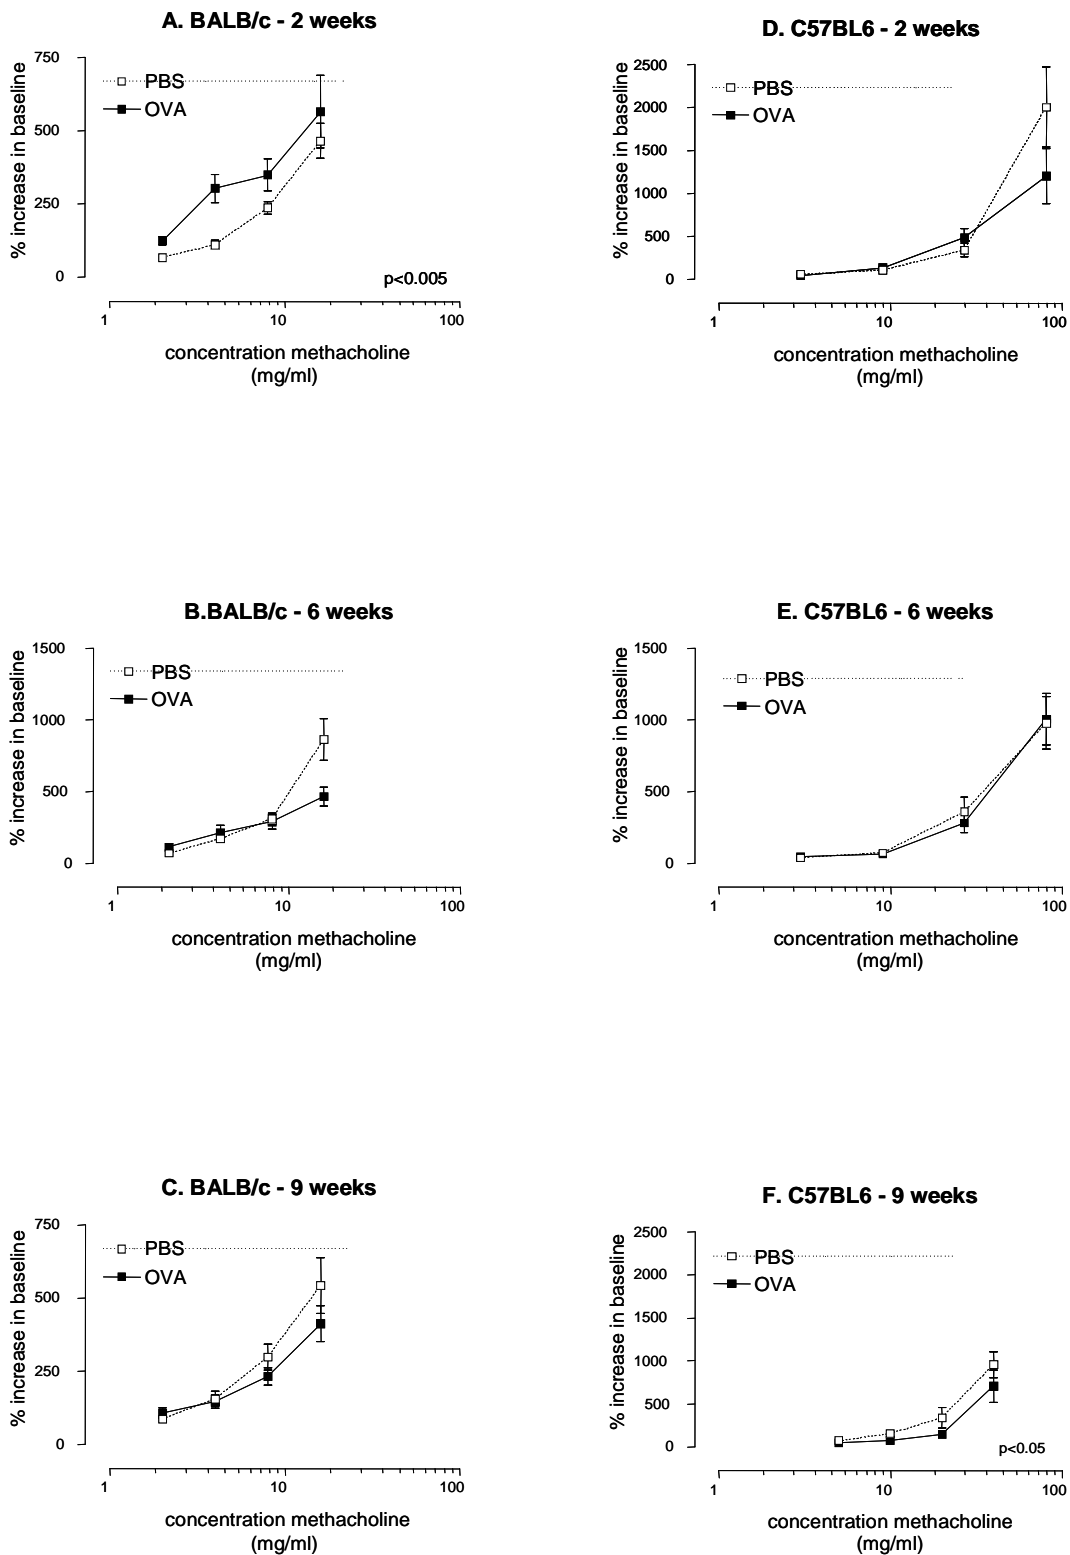 A. BALB/c - 2 weeks
% increase in baseline
750
500
250
0
PBS
OVA
p<0.005
1
10
100
concentration methacholine
(mg/ml)
D. C57BL6 - 2 weeks
% increase in baseline
2500
2000
1500
1000
500
0
PBS
OVA
1
10
100
concentration methacholine
(mg/ml)
B.BALB/c - 6 weeks
% increase in baseline
1500
1000
500
0
PBS
OVA
1
10
100
concentration methacholine
(mg/ml)
E. C57BL6 - 6 weeks
% increase in baseline
1500
1000
500
0
PBS
OVA
1
10
100
concentration methacholine
(mg/ml)
C. BALB/c - 9 weeks
% increase in baseline
750
500
250
0
PBS
OVA
1
10
100
concentration methacholine
(mg/ml)
F. C57BL6 - 9 weeks
% increase in baseline
2500
2000
1500
1000
500
0
PBS
OVA
p<0.05
1
10
100
concentration methacholine
(mg/ml)